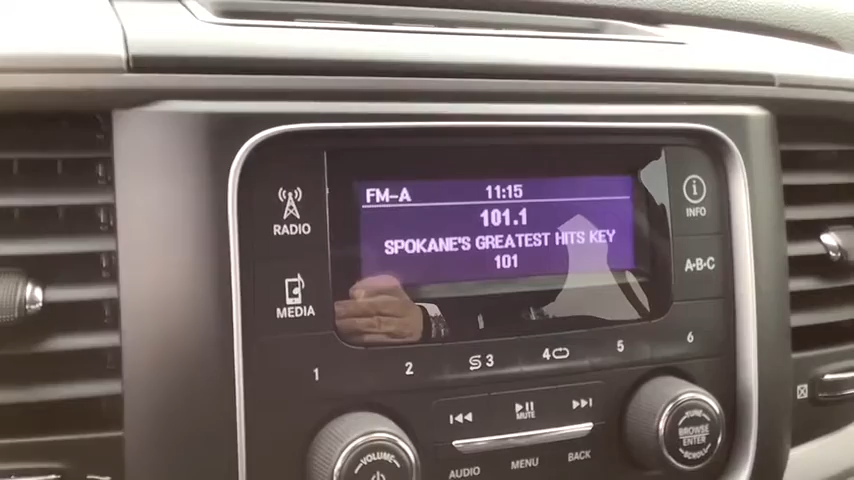 FM-A 11:15
101.1
SPOKANE'S GREATEST HITS KEY
101
RADIO
MEDIA
INFO
A-B-C
1 2 3 4 5 6
MUTE
VOLUME
AUDIO MENU BACK
TUNE
BROWSE
ENTER
SCROLL